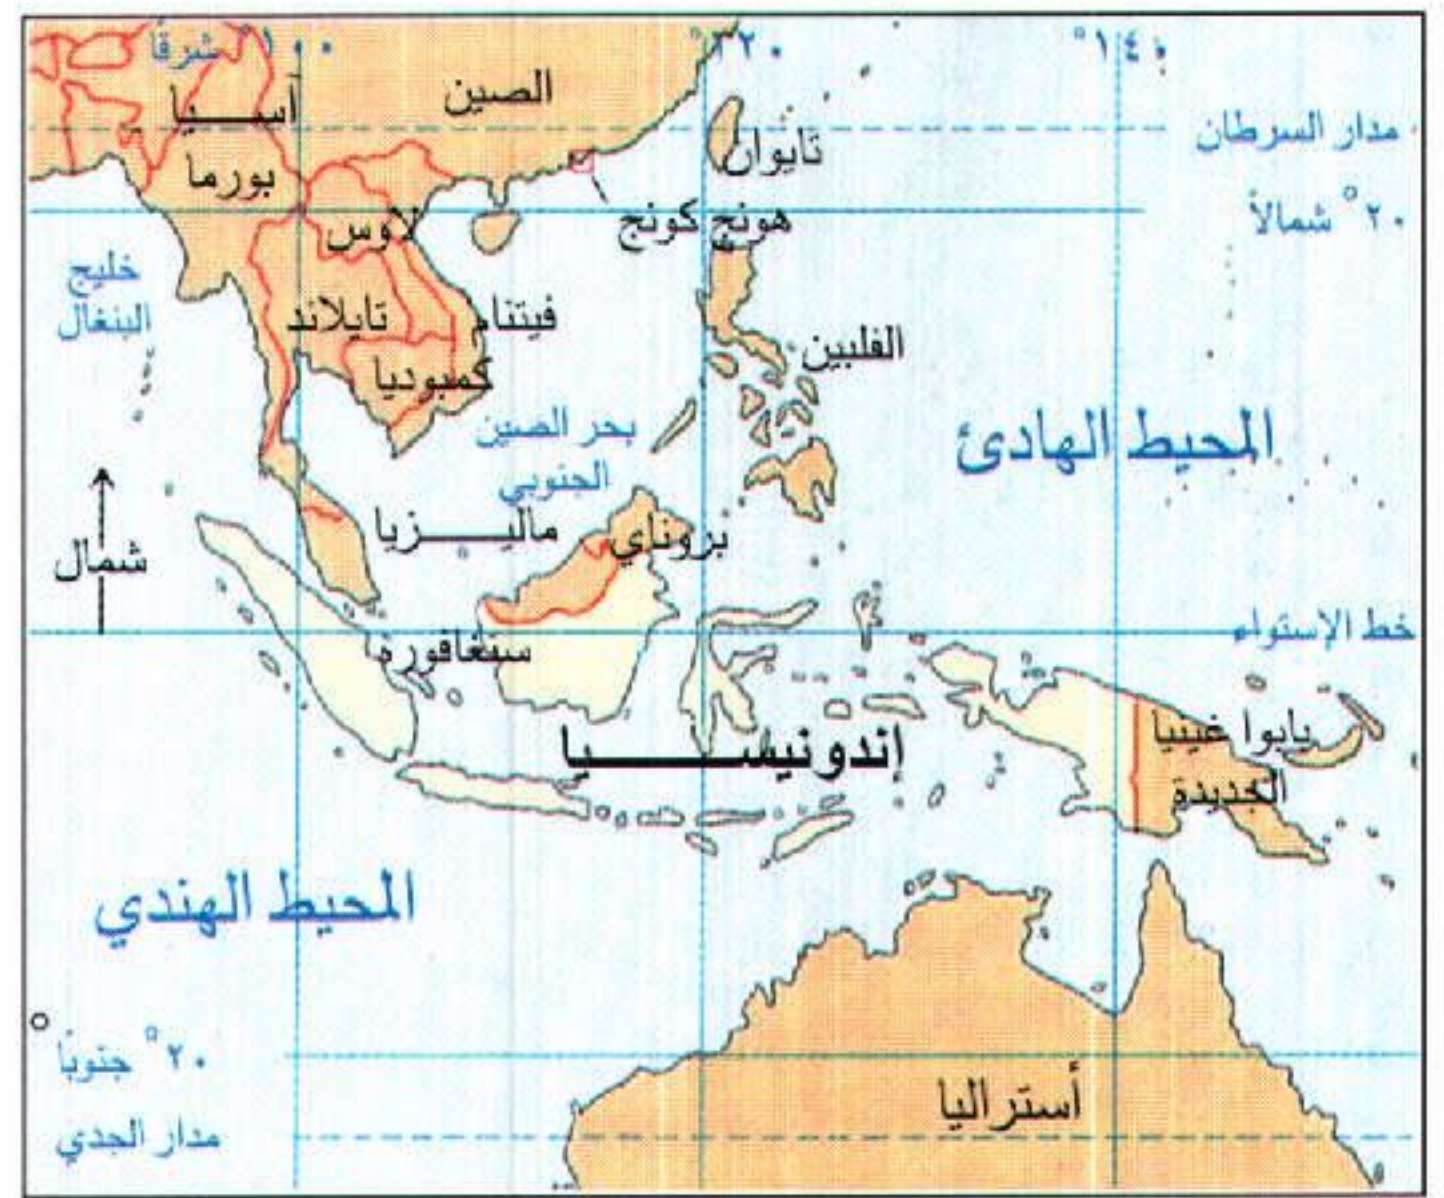 °١٠٠ شرقاً
°١٢٠
°١٤٠
الصين
آسيا
مدار السرطان
تايوان
بورما
٢٠° شمالاً
هونج كونج
لاوس
خليج
البنغال
فيتنام
تايلاند
الفلبين
كمبوديا
بحر الصين
الجنوبي
المحيط الهادئ
ماليزيا
بروناي
شمال
خط الإستواء
سنغافورة
إندونيسيا
بابوا غينيا
الجديدة
المحيط الهندي
٢٠° جنوباً
أستراليا
مدار الجدي